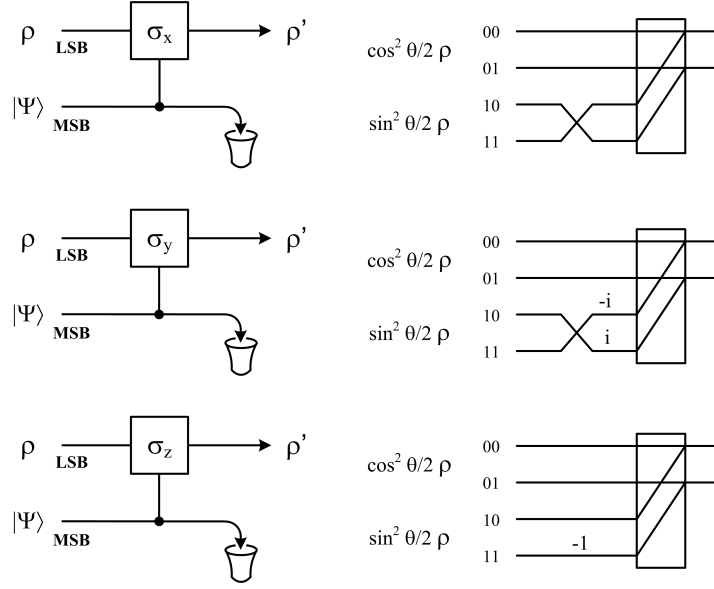 ρ LSB σx ρ’
|Ψ⟩ MSB
cos² θ/2 ρ
sin² θ/2 ρ
00
01
10
11
ρ LSB σy ρ’
|Ψ⟩ MSB
cos² θ/2 ρ
sin² θ/2 ρ
00
01
10 -i
11 i
ρ LSB σz ρ’
|Ψ⟩ MSB
cos² θ/2 ρ
sin² θ/2 ρ
00
01
10
11 -1